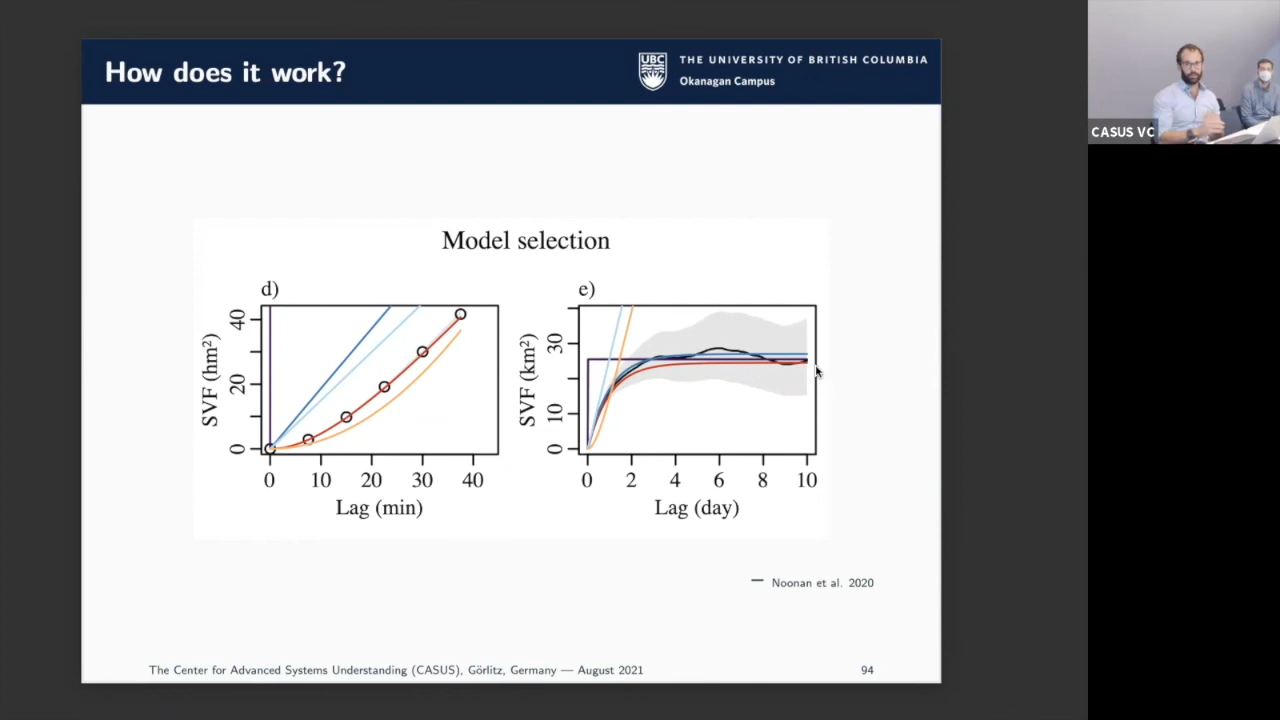 How does it work?
UBC
THE UNIVERSITY OF BRITISH COLUMBIA
Okanagan Campus
CASUS VC
Model selection
d)
SVF (hm²)
0 20 40
0 10 20 30 40
Lag (min)
e)
SVF (km²)
0 10 30
0 2 4 6 8 10
Lag (day)
— Noonan et al. 2020
The Center for Advanced Systems Understanding (CASUS), Görlitz, Germany — August 2021
94